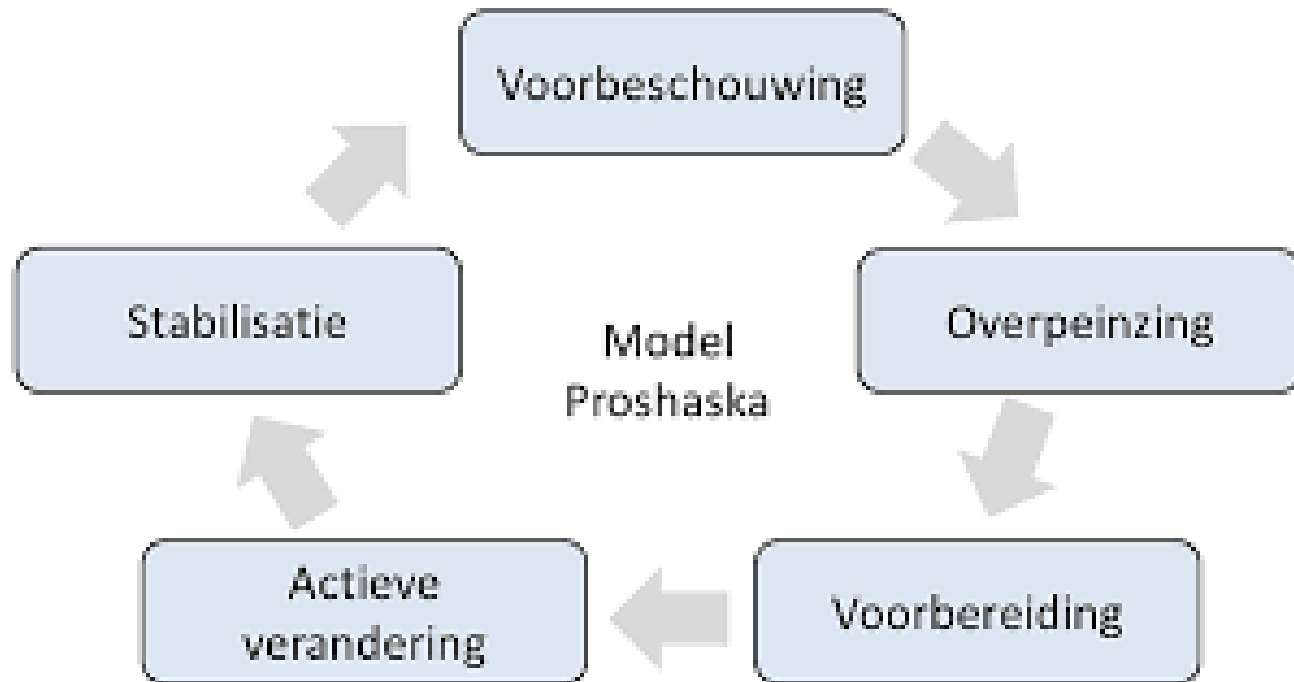 Voorbeschouwing
Overpeinzing
Voorbereiding
Actieve
verandering
Stabilisatie
Model
Proshaska